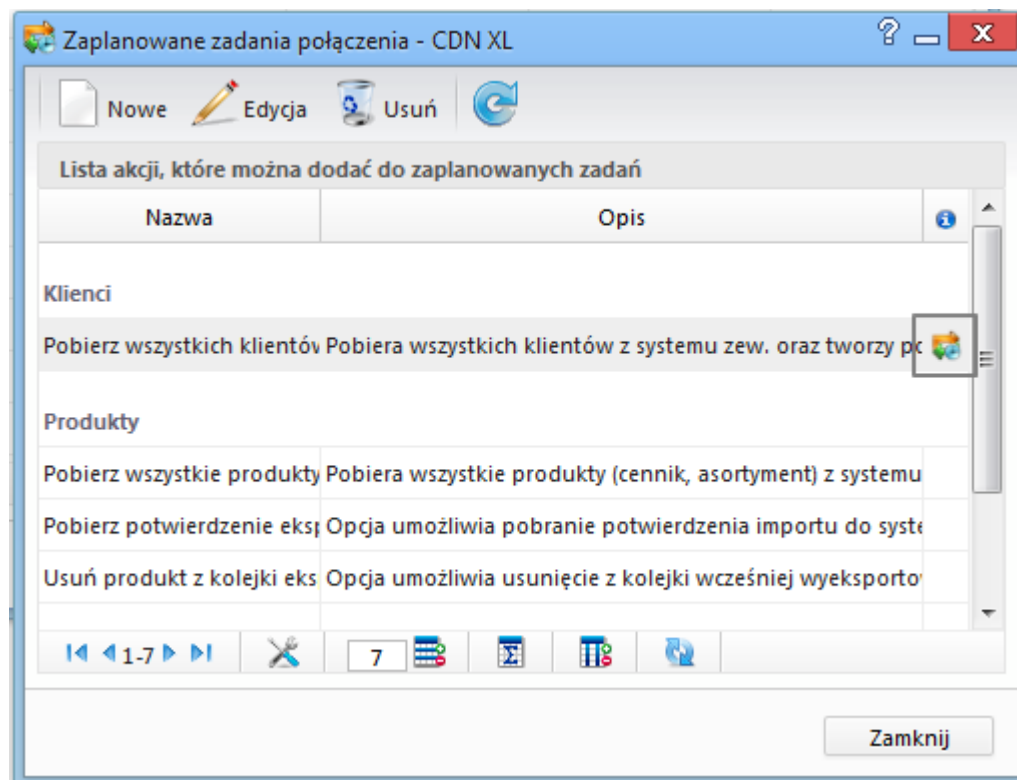 Zaplanowane zadania połączenia - CDN XL
Nowe Edycja Usuń
Lista akcji, które można dodać do zaplanowanych zadań
Nazwa Opis
Klienci
Pobierz wszystkich klientów Pobiera wszystkich klientów z systemu zew. oraz tworzy po
Produkty
Pobierz wszystkie produkty Pobiera wszystkie produkty (cennik, asortyment) z systemu
Pobierz potwierdzenie eksp Opcja umożliwia pobranie potwierdzenia importu do syste
Usuń produkt z kolejki eks Opcja umożliwia usunięcie z kolejki wcześniej wyeksporto
1-7 7
Zamknij